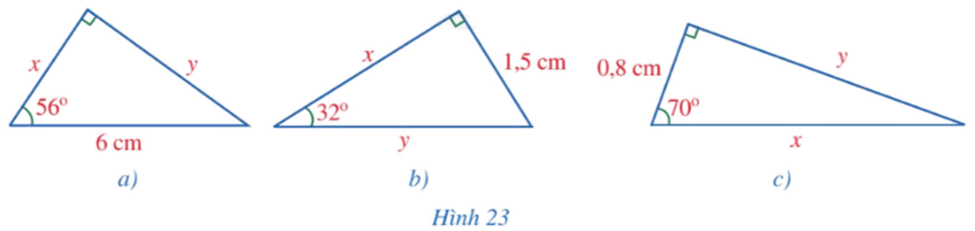 x
y
56°
6 cm
a)
x
1,5 cm
32°
y
b)
0,8 cm
y
70°
x
c)
Hình 23